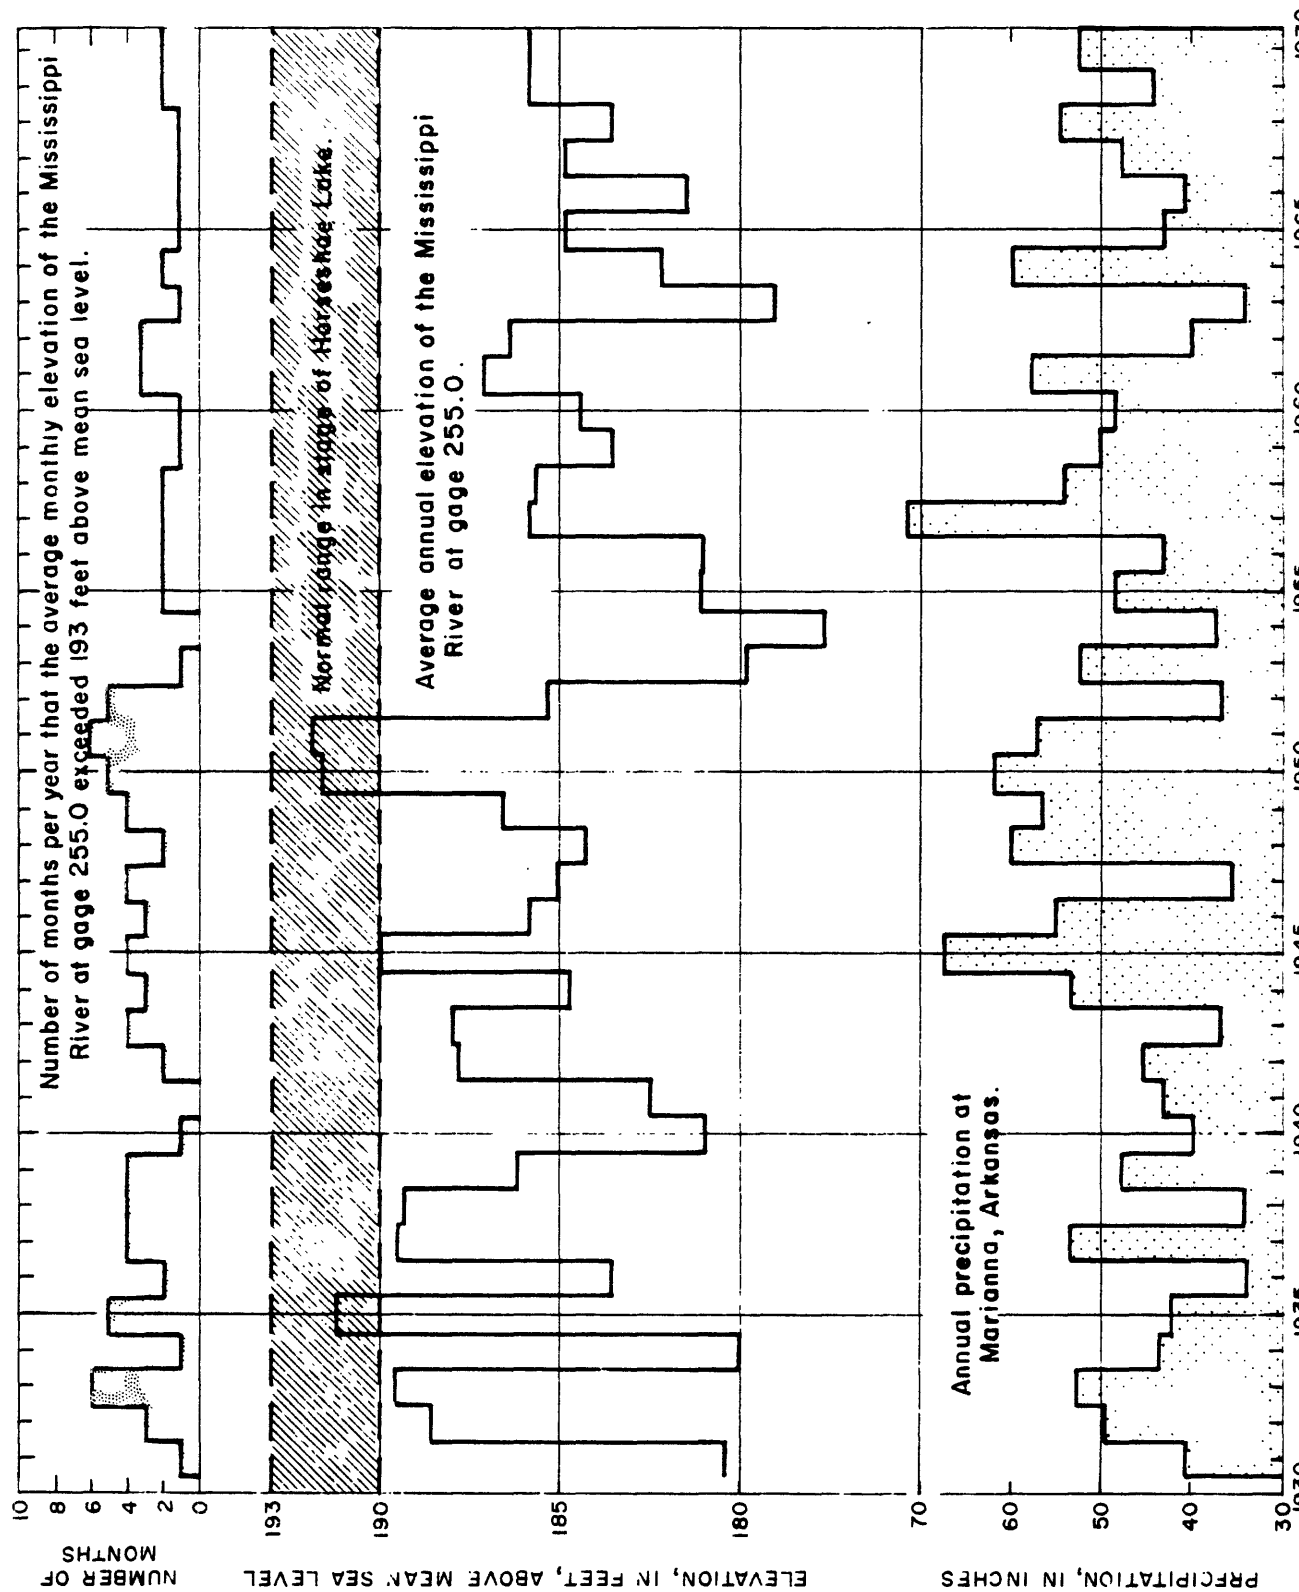 Number of months per year that the average monthly elevation of the Mississippi
River at gage 255.0 exceeded 193 feet above mean sea level.
NUMBER OF
MONTHS
10
8
6
4
2
0
Normal range in stage of Horseshoe Lake.
Average annual elevation of the Mississippi
River at gage 255.0.
ELEVATION, IN FEET, ABOVE MEAN SEA LEVEL
193
190
185
180
Annual precipitation at
Marianna, Arkansas.
PRECIPITATION, IN INCHES
70
60
50
40
30
1930
1935
1940
1945
1950
1955
1960
1965
1970